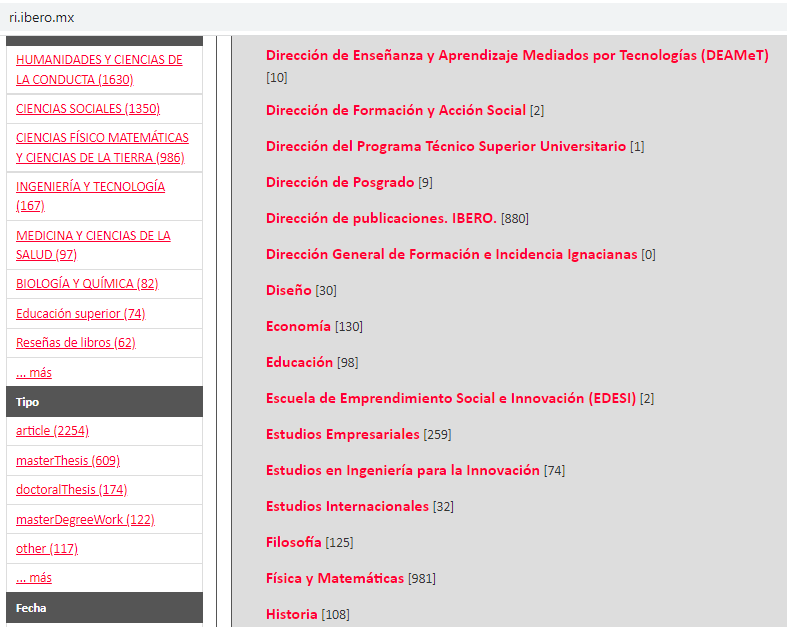 ri.ibero.mx
HUMANIDADES Y CIENCIAS DE
LA CONDUCTA (1630)
CIENCIAS SOCIALES (1350)
CIENCIAS FÍSICO MATEMÁTICAS
Y CIENCIAS DE LA TIERRA (986)
INGENIERÍA Y TECNOLOGÍA
(167)
MEDICINA Y CIENCIAS DE LA
SALUD (97)
BIOLOGÍA Y QUÍMICA (82)
Educación superior (74)
Reseñas de libros (62)
... más
Tipo
article (2254)
masterThesis (609)
doctoralThesis (174)
masterDegreeWork (122)
other (117)
... más
Fecha
Dirección de Enseñanza y Aprendizaje Mediados por Tecnologías (DEAMeT)
[10]
Dirección de Formación y Acción Social [2]
Dirección del Programa Técnico Superior Universitario [1]
Dirección de Posgrado [9]
Dirección de publicaciones. IBERO. [880]
Dirección General de Formación e Incidencia Ignacianas [0]
Diseño [30]
Economía [130]
Educación [98]
Escuela de Emprendimiento Social e Innovación (EDESI) [2]
Estudios Empresariales [259]
Estudios en Ingeniería para la Innovación [74]
Estudios Internacionales [32]
Filosofía [125]
Física y Matemáticas [981]
Historia [108]